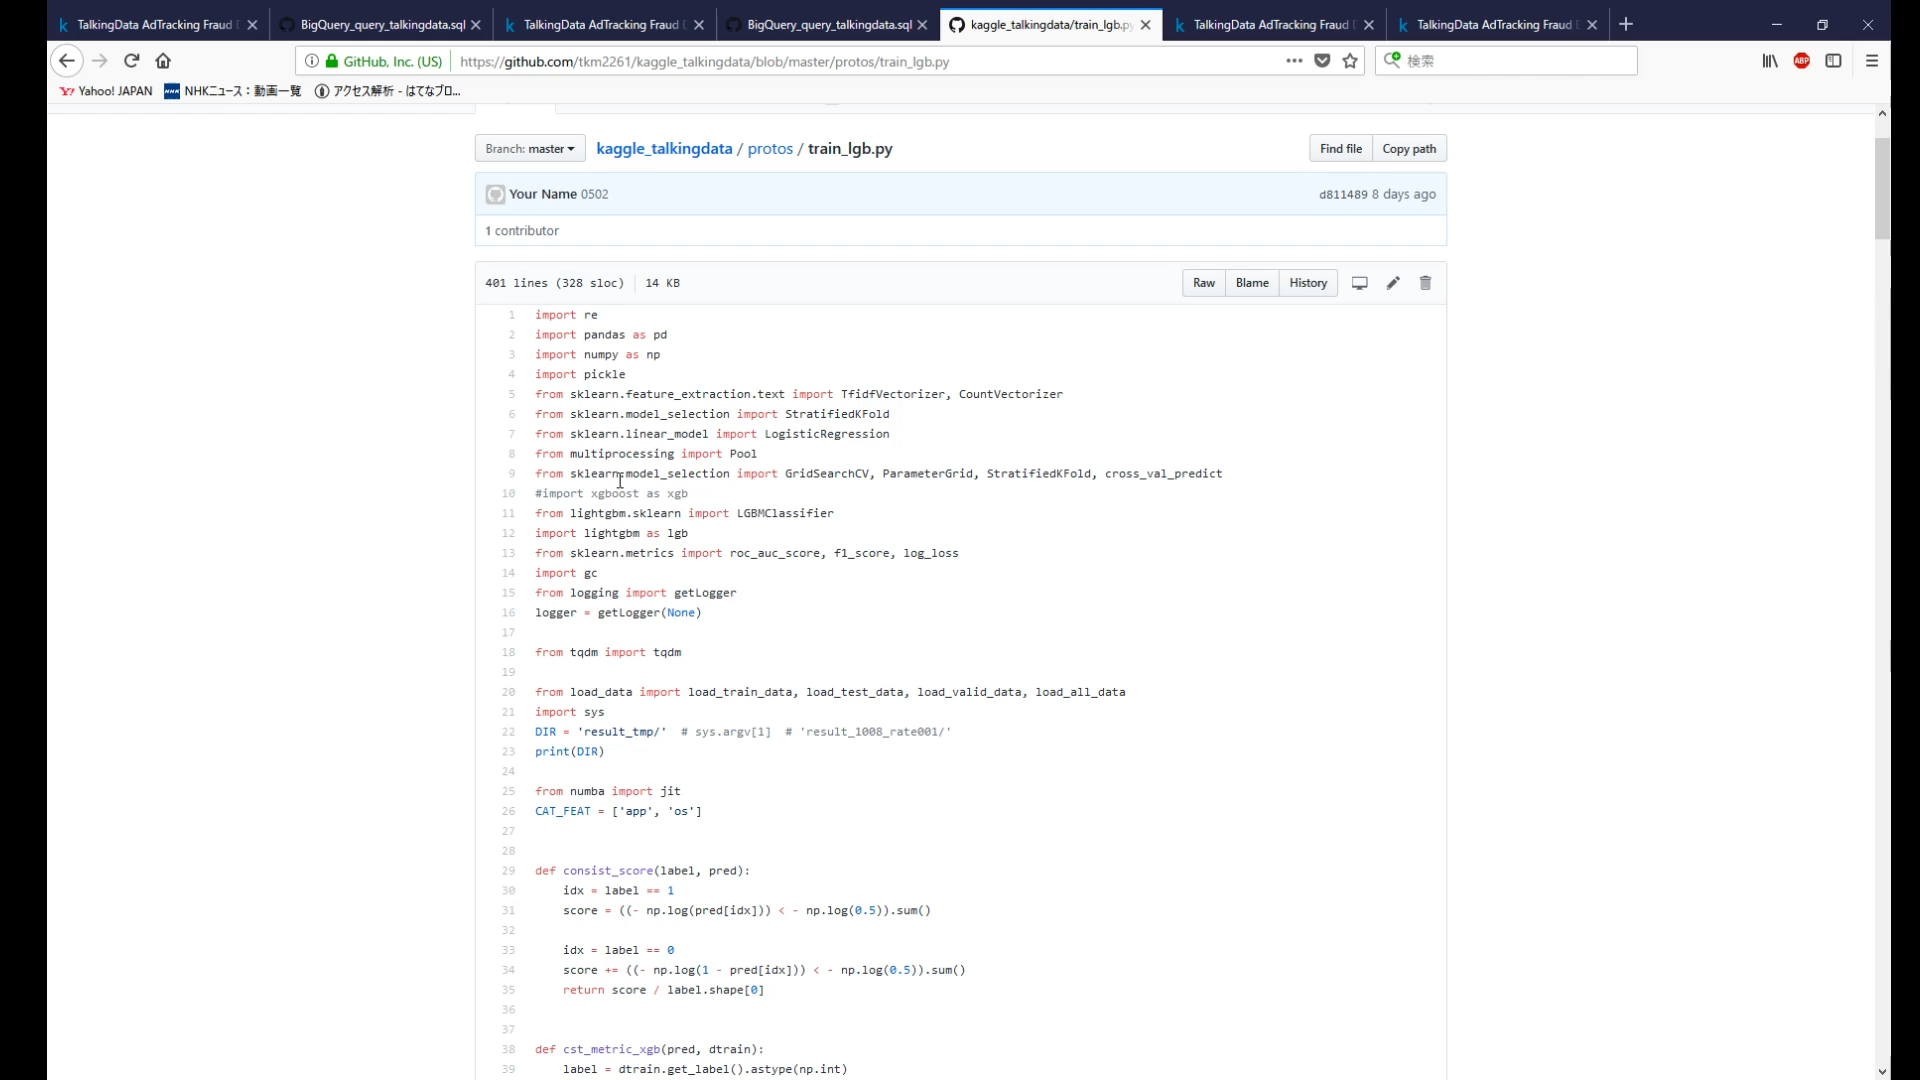 TalkingData AdTracking Fraud D
BigQuery_query_talkingdata.sql
TalkingData AdTracking Fraud D
BigQuery_query_talkingdata.sql
kaggle_talkingdata/train_lgb.py
TalkingData AdTracking Fraud D
TalkingData AdTracking Fraud D
GitHub, Inc. (US)
https://github.com/tkm2261/kaggle_talkingdata/blob/master/protos/train_lgb.py
検索
ABP
Yahoo! JAPAN
NHKニュース：動画一覧
アクセス解析 - はてなブロ...
Branch: master
kaggle_talkingdata / protos / train_lgb.py
Find file
Copy path
Your Name 0502
d811489 8 days ago
1 contributor
401 lines (328 sloc)
14 KB
Raw
Blame
History
1 import re
2 import pandas as pd
3 import numpy as np
4 import pickle
5 from sklearn.feature_extraction.text import TfidfVectorizer, CountVectorizer
6 from sklearn.model_selection import StratifiedKFold
7 from sklearn.linear_model import LogisticRegression
8 from multiprocessing import Pool
9 from sklearn.model_selection import GridSearchCV, ParameterGrid, StratifiedKFold, cross_val_predict
10 #import xgboost as xgb
11 from lightgbm.sklearn import LGBMClassifier
12 import lightgbm as lgb
13 from sklearn.metrics import roc_auc_score, f1_score, log_loss
14 import gc
15 from logging import getLogger
16 logger = getLogger(None)
17
18 from tqdm import tqdm
19
20 from load_data import load_train_data, load_test_data, load_valid_data, load_all_data
21 import sys
22 DIR = 'result_tmp/'  # sys.argv[1]  # 'result_1008_rate001/'
23 print(DIR)
24
25 from numba import jit
26 CAT_FEAT = ['app', 'os']
27
28
29 def consist_score(label, pred):
30 idx = label == 1
31 score = ((- np.log(pred[idx])) < - np.log(0.5)).sum()
32
33 idx = label == 0
34 score += ((- np.log(1 - pred[idx])) < - np.log(0.5)).sum()
35 return score / label.shape[0]
36
37
38 def cst_metric_xgb(pred, dtrain):
39 label = dtrain.get_label().astype(np.int)